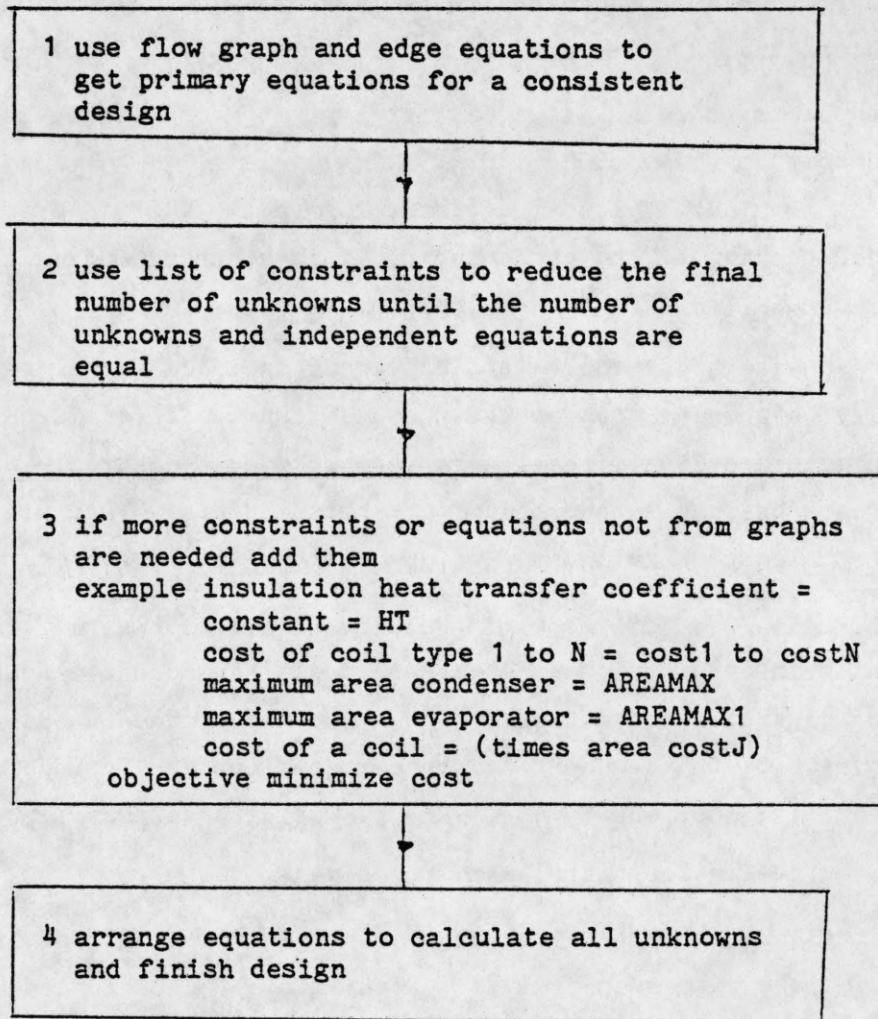 1 use flow graph and edge equations to
get primary equations for a consistent
design
2 use list of constraints to reduce the final
number of unknowns until the number of
unknowns and independent equations are
equal
3 if more constraints or equations not from graphs
are needed add them
example insulation heat transfer coefficient =
constant = HT
cost of coil type 1 to N = cost1 to costN
maximum area condenser = AREAMAX
maximum area evaporator = AREAMAX1
cost of a coil = (times area costJ)
objective minimize cost
4 arrange equations to calculate all unknowns
and finish design